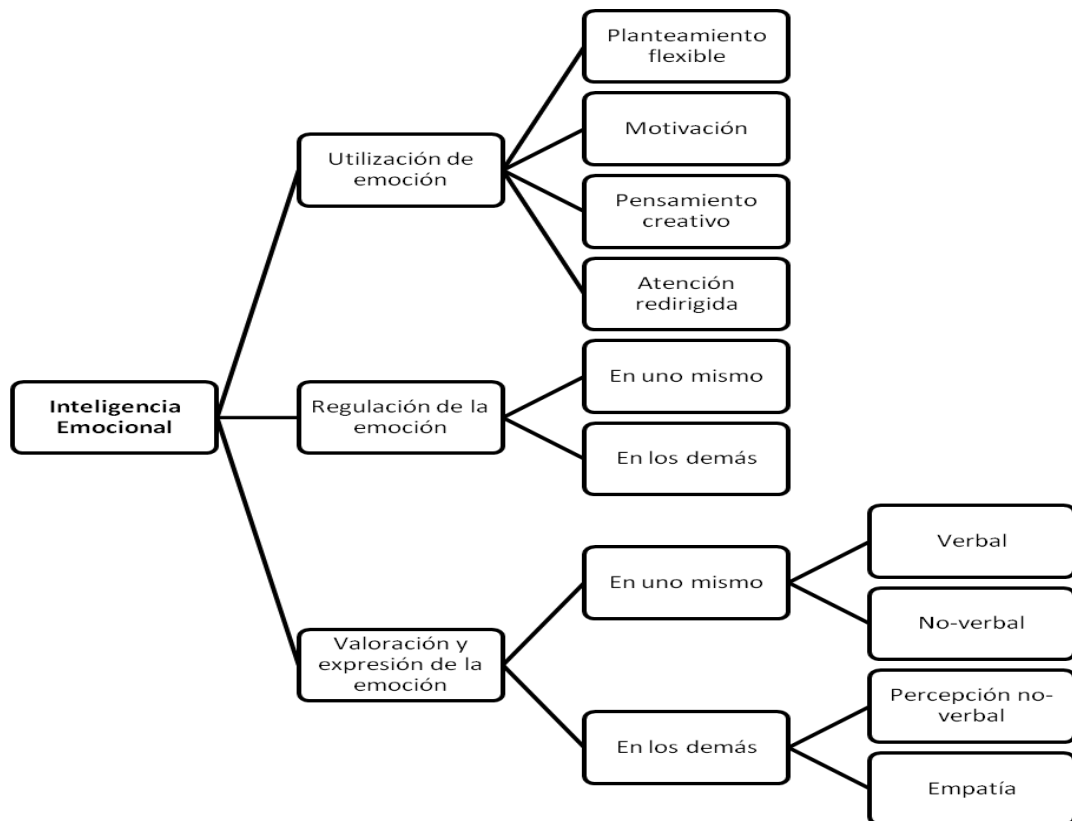 Planteamiento
flexible
Utilización de
emoción
Motivación
Pensamiento
creativo
Atención
redirigida
Inteligencia
Emocional
Regulación de la
emoción
En uno mismo
En los demás
Valoración y
expresión de la
emoción
En uno mismo
Verbal
No-verbal
En los demás
Percepción no-
verbal
Empatía